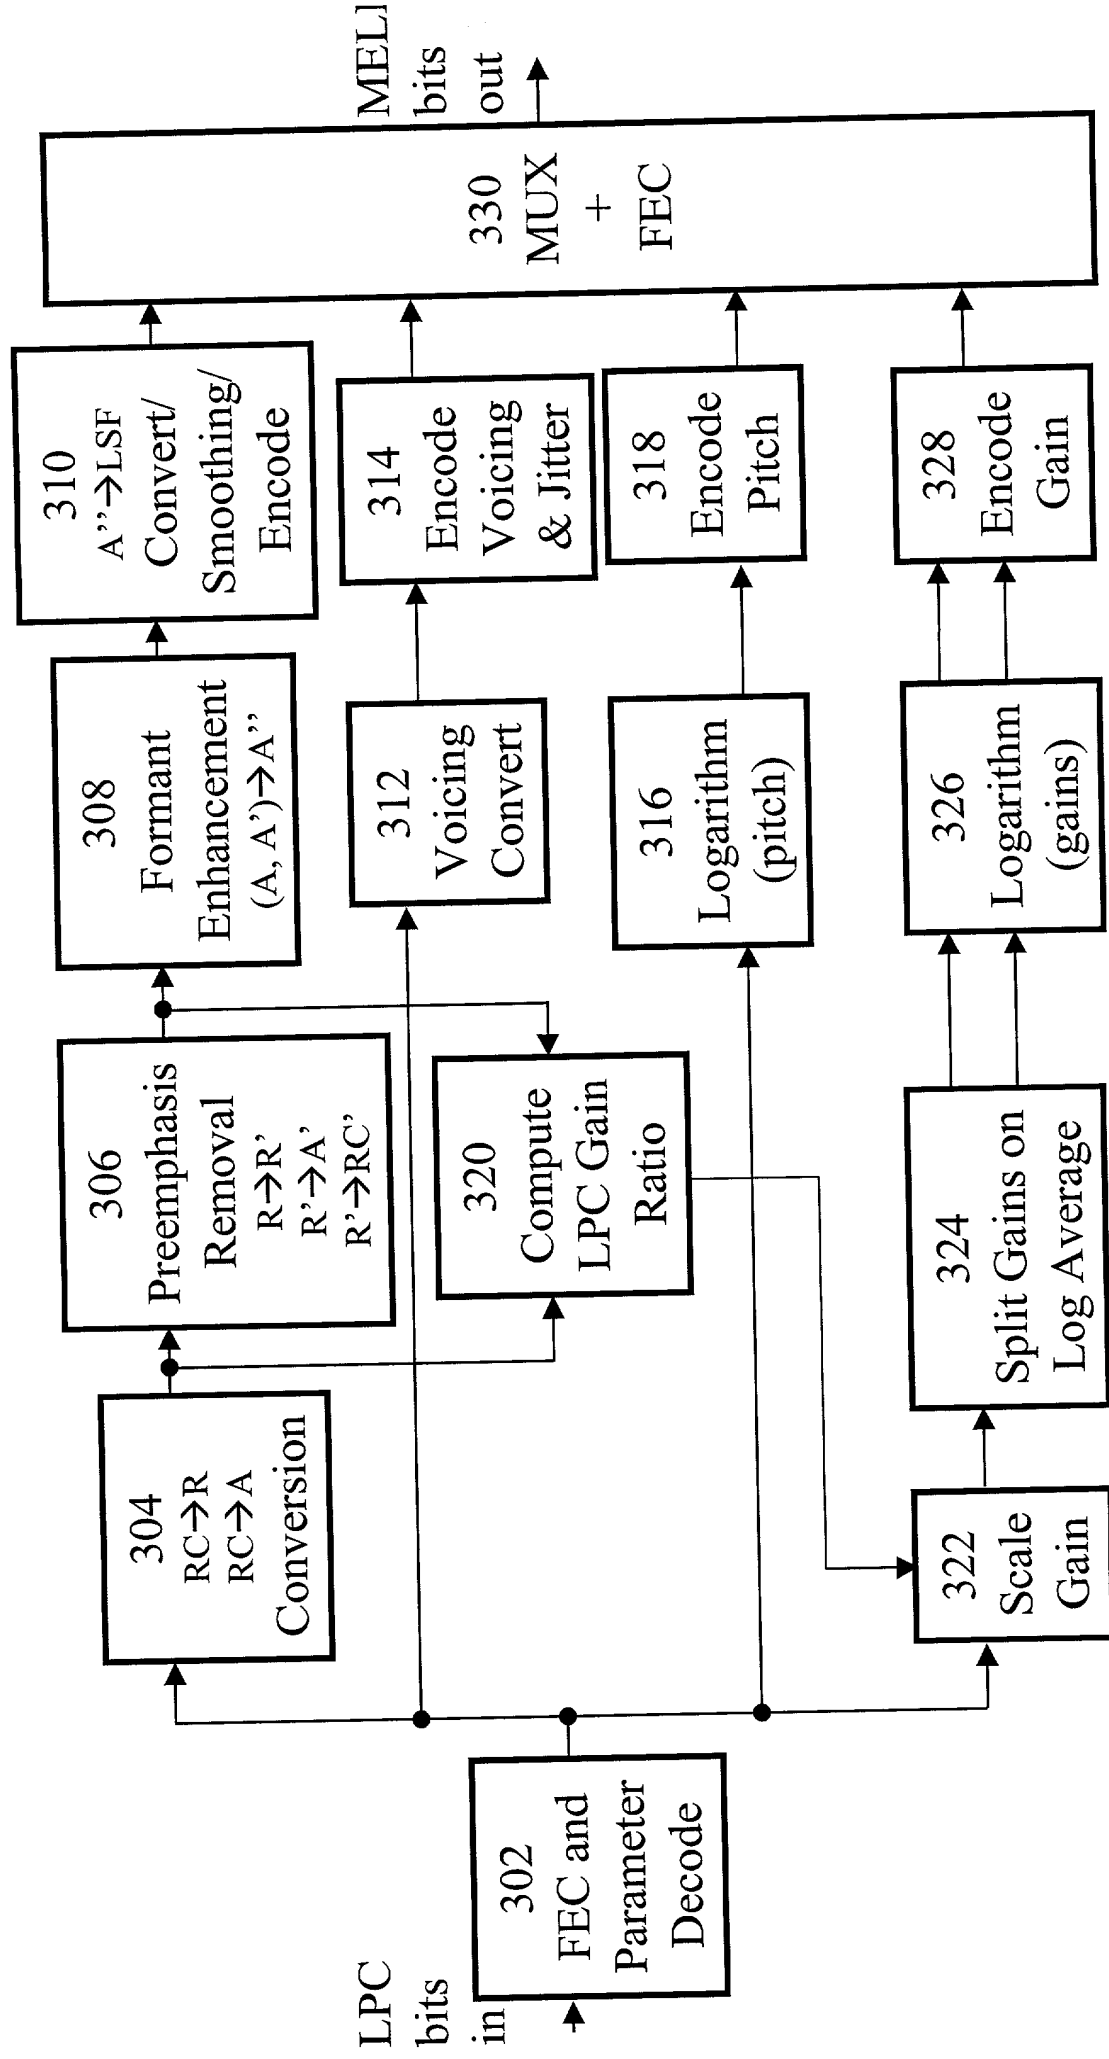 LPC
bits
in
302
FEC and
Parameter
Decode
304
RC→R
RC→A
Conversion
306
Preemphasis
Removal
R→R'
R'→A'
R'→RC'
308
Formant
Enhancement
(A, A')→A''
310
A''→LSF
Convert/
Smoothing/
Encode
312
Voicing
Convert
314
Encode
Voicing
& Jitter
316
Logarithm
(pitch)
318
Encode
Pitch
320
Compute
LPC Gain
Ratio
322
Scale
Gain
324
Split Gains on
Log Average
326
Logarithm
(gains)
328
Encode
Gain
330
MUX
+
FEC
bits
out